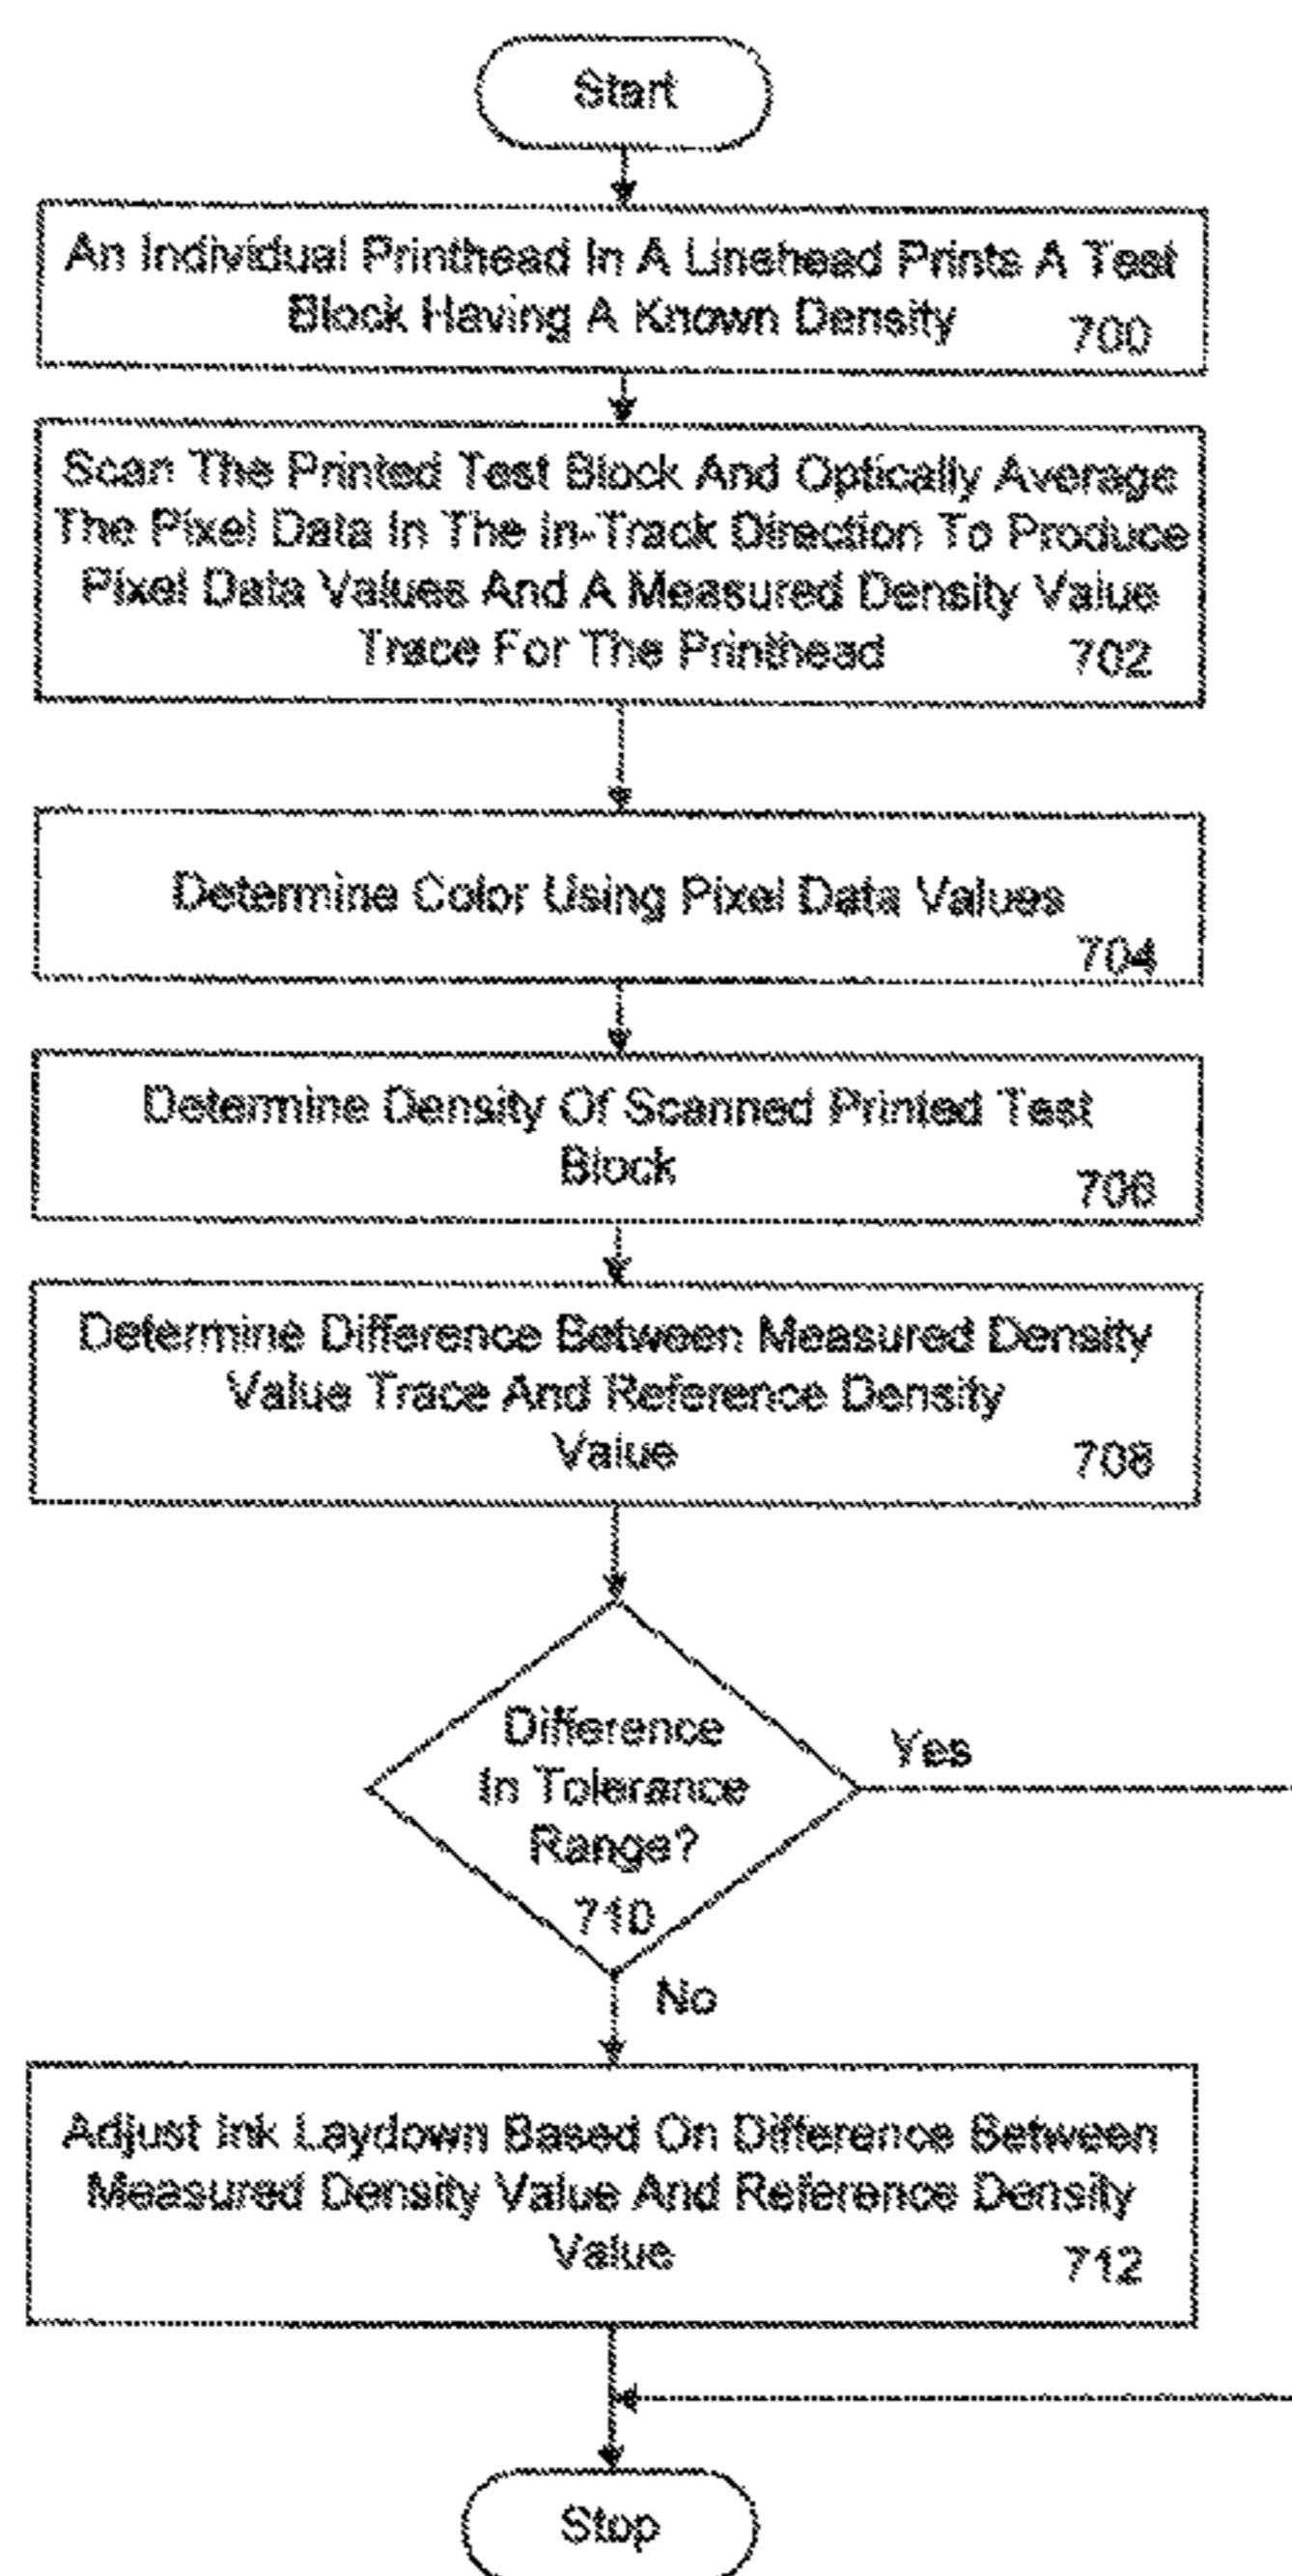 Start
An Individual Printhead In A Linehead Prints A Test
Block Having A Known Density
700
Scan The Printed Test Block And Optically Average
The Pixel Data In The In-Track Direction To Produce
Pixel Data Values And A Measured Density Value
Trace For The Printhead
702
Determine Color Using Pixel Data Values
704
Determine Density Of Scanned Printed Test
Block
706
Determine Difference Between Measured Density
Value Trace And Reference Density
Value
708
Difference
In Tolerance
Range?
710
Yes
No
Adjust Ink Laydown Based On Difference Between
Measured Density Value And Reference Density
Value
712
Stop